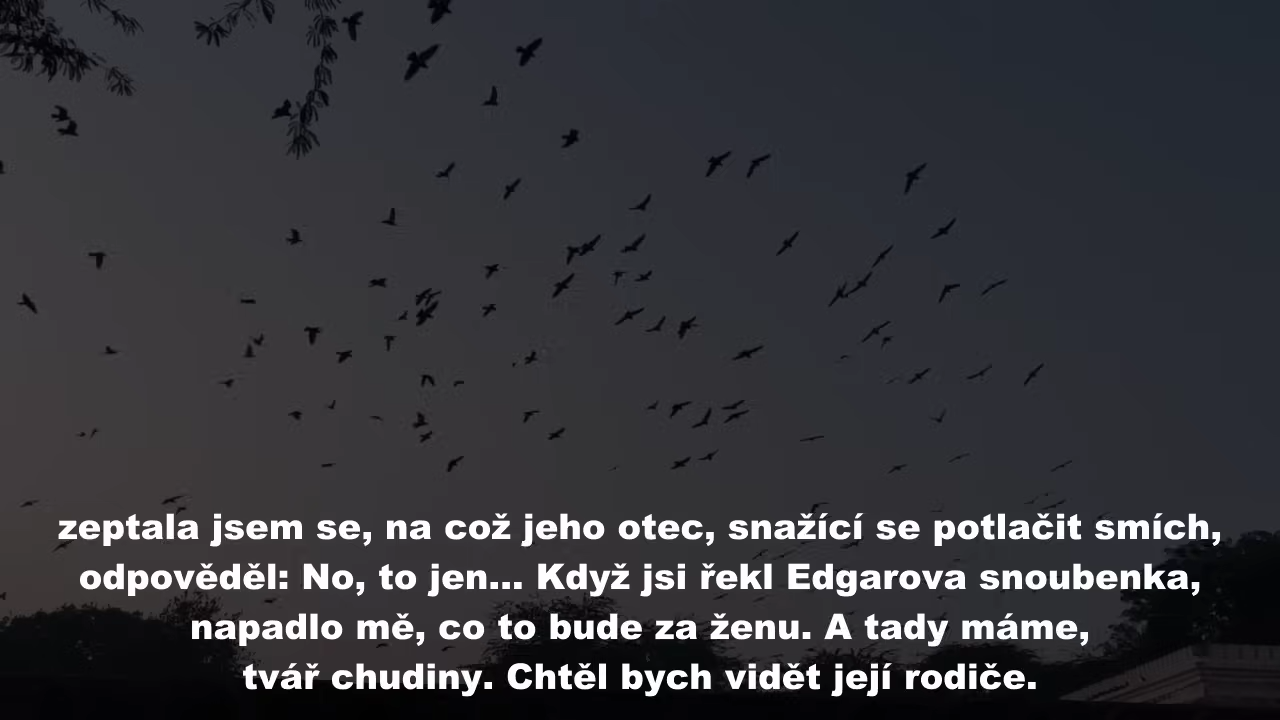 zeptala jsem se, na což jeho otec, snažící se potlačit smích,
odpověděl: No, to jen... Když jsi řekl Edgarova snoubenka,
napadlo mě, co to bude za ženu. A tady máme,
tvář chudiny. Chtěl bych vidět její rodiče.